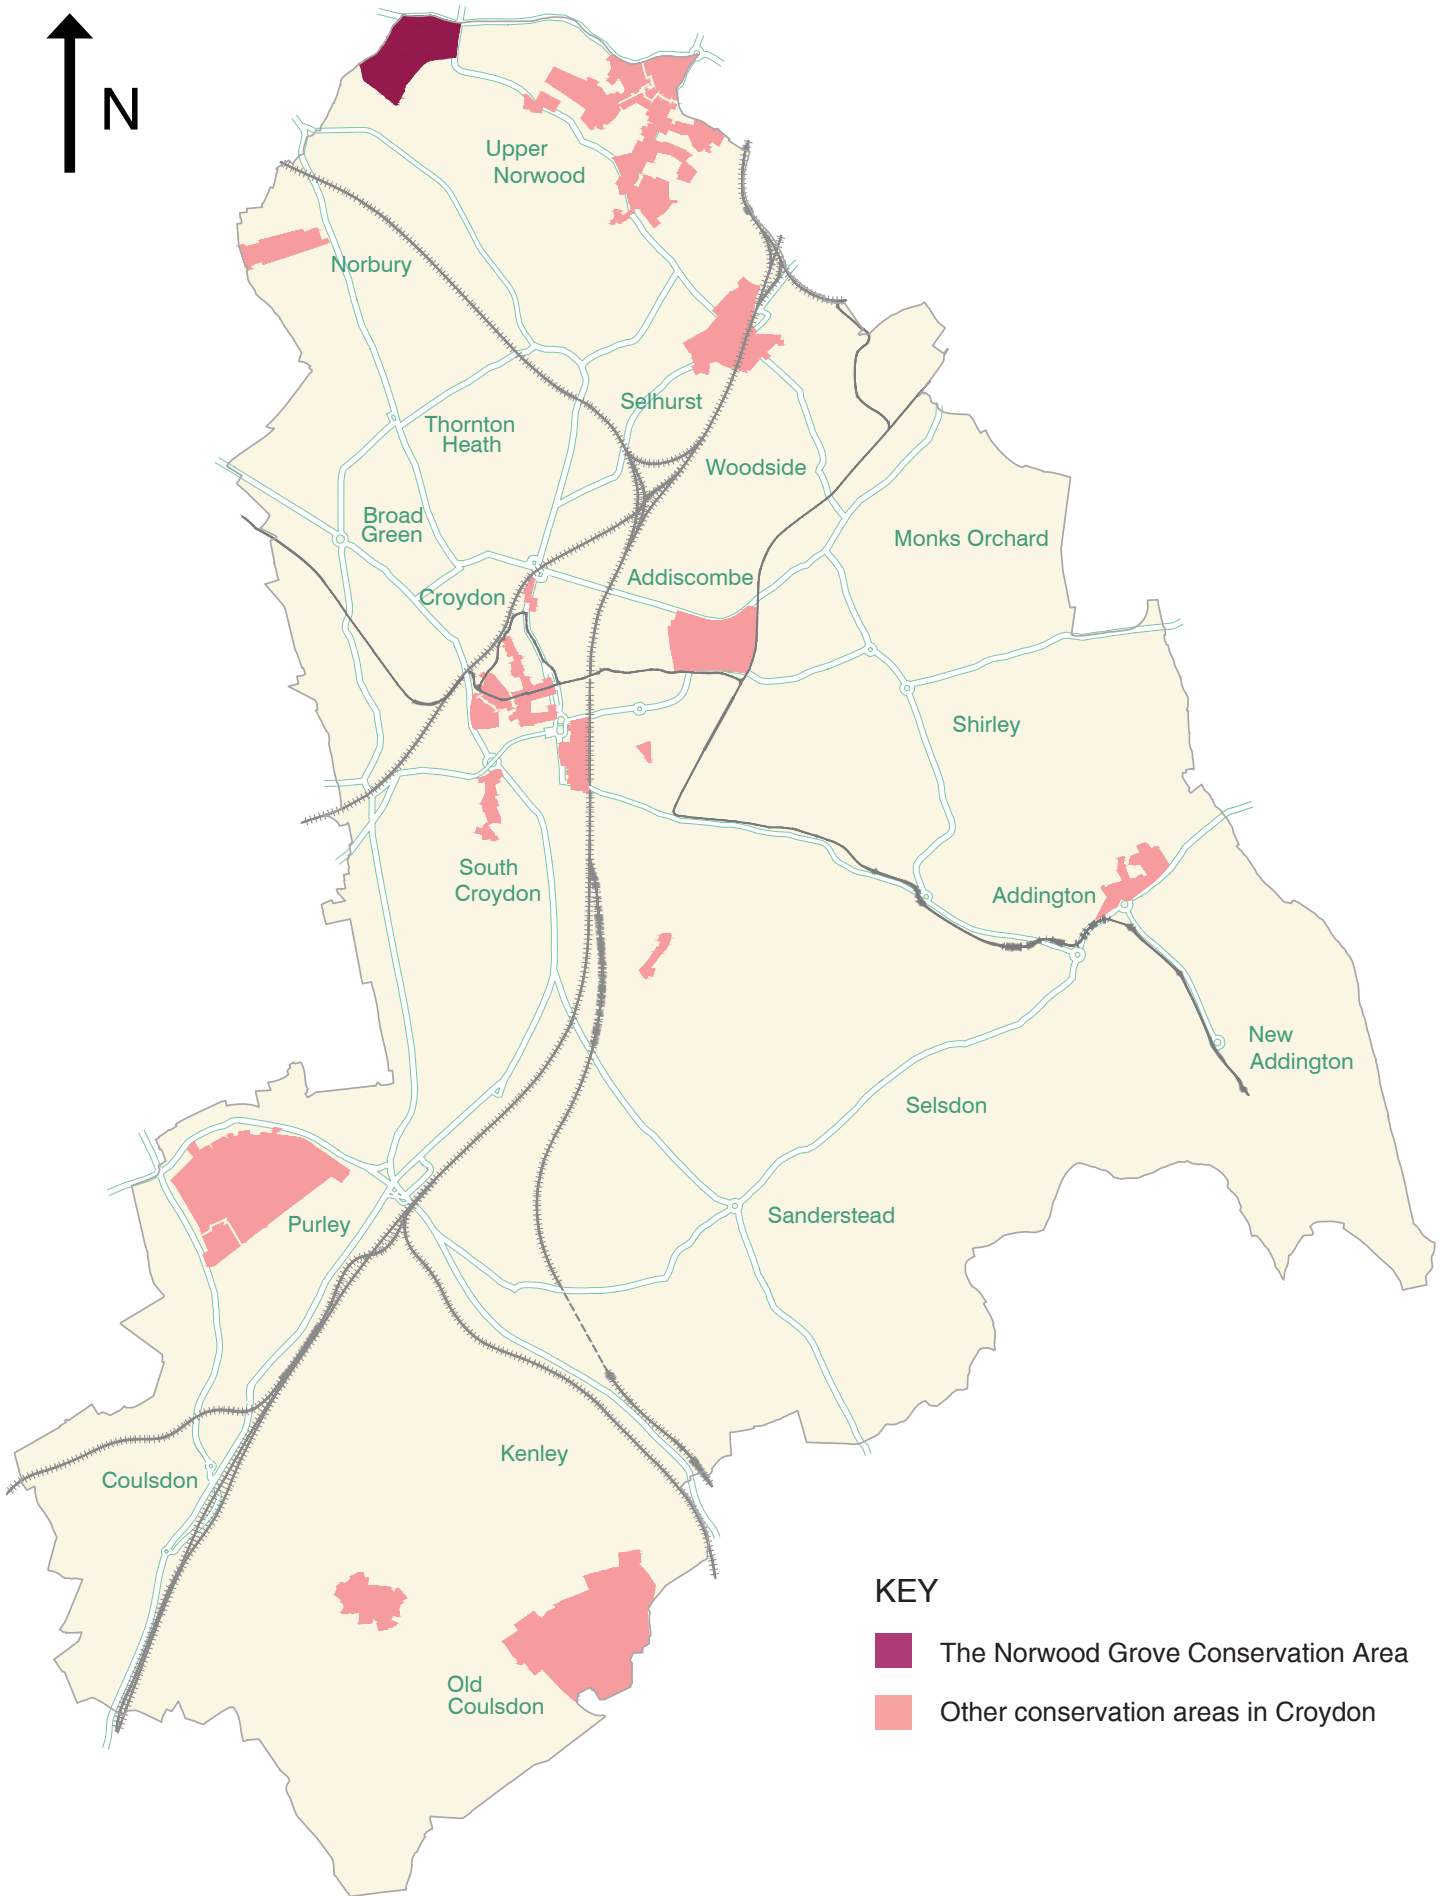 N
Upper
Norwood
Norbury
Selhurst
Thornton
Heath
Woodside
Broad
Green
Monks Orchard
Addiscombe
Croydon
Shirley
South
Croydon
Addington
New
Addington
Selsdon
Sanderstead
Purley
Kenley
Coulsdon
Old
Coulsdon
KEY
The Norwood Grove Conservation Area
Other conservation areas in Croydon